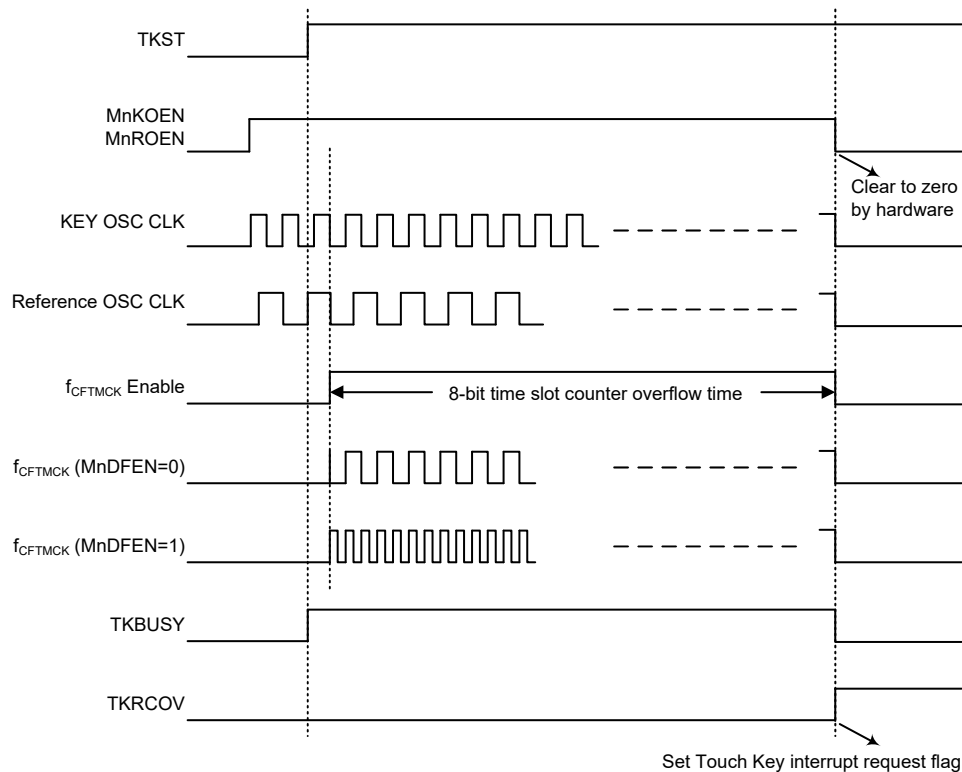 TKST
MnKOEN
MnROEN
Clear to zero
by hardware
KEY OSC CLK
Reference OSC CLK
fCFTMCK Enable
8-bit time slot counter overflow time
fCFTMCK (MnDFEN=0)
fCFTMCK (MnDFEN=1)
TKBUSY
TKRCOV
Set Touch Key interrupt request flag